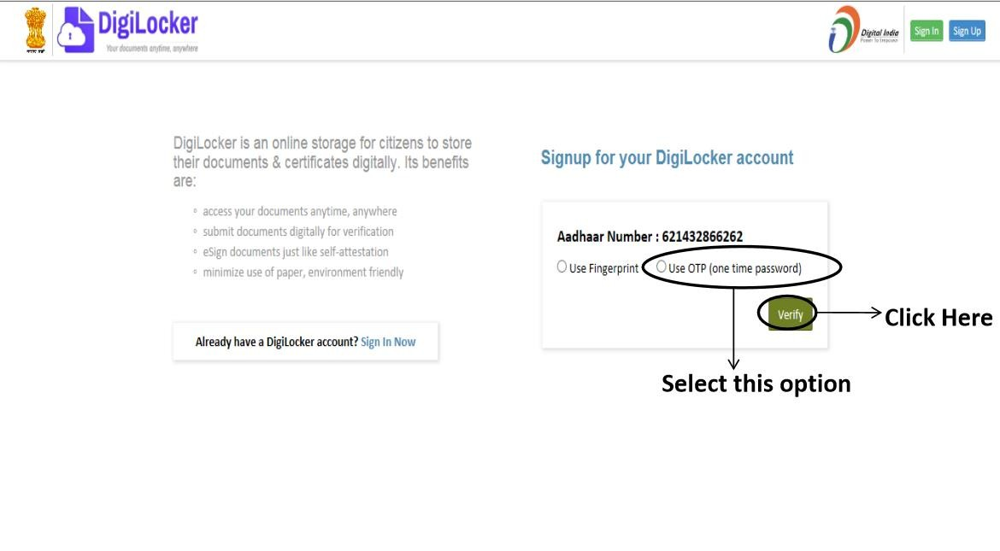 DigiLocker
Your documents anytime, anywhere
Digital India
Power To Empower
Sign In
Sign Up
DigiLocker is an online storage for citizens to store
their documents & certificates digitally. Its benefits
are:
access your documents anytime, anywhere
submit documents digitally for verification
eSign documents just like self-attestation
minimize use of paper, environment friendly
Already have a DigiLocker account? Sign In Now
Signup for your DigiLocker account
Aadhaar Number : 621432866262
Use Fingerprint
Use OTP (one time password)
Verify
Click Here
Select this option